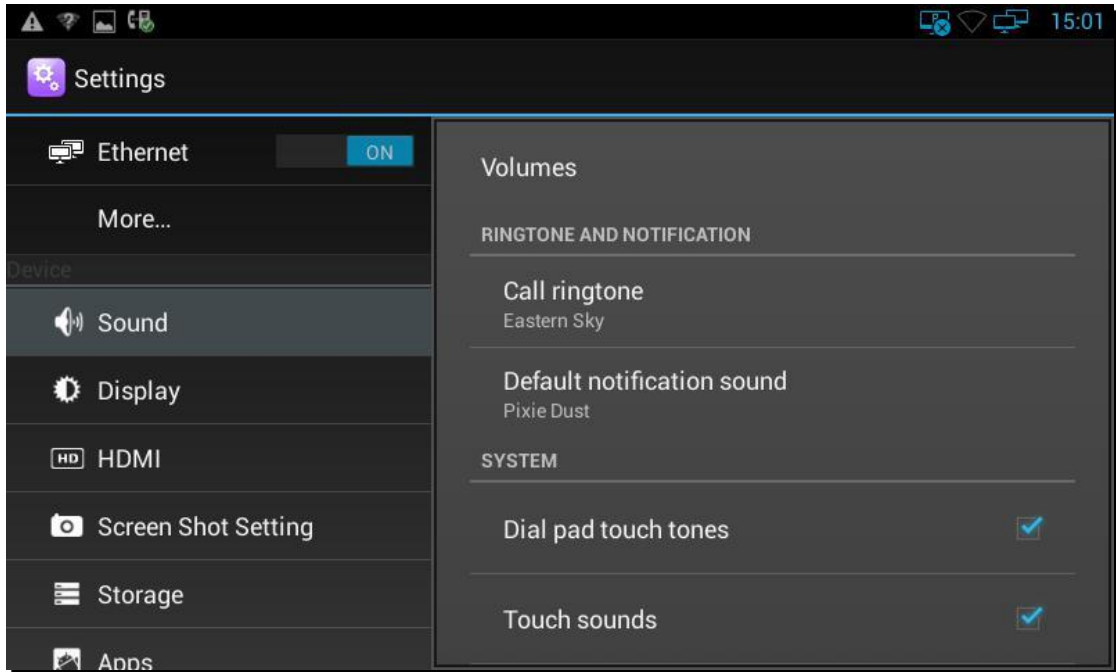 15:01
Settings
Ethernet
ON
More...
Device
Sound
Display
HD
HDMI
Screen Shot Setting
Storage
Apps
Volumes
RINGTONE AND NOTIFICATION
Call ringtone
Eastern Sky
Default notification sound
Pixie Dust
SYSTEM
Dial pad touch tones
Touch sounds